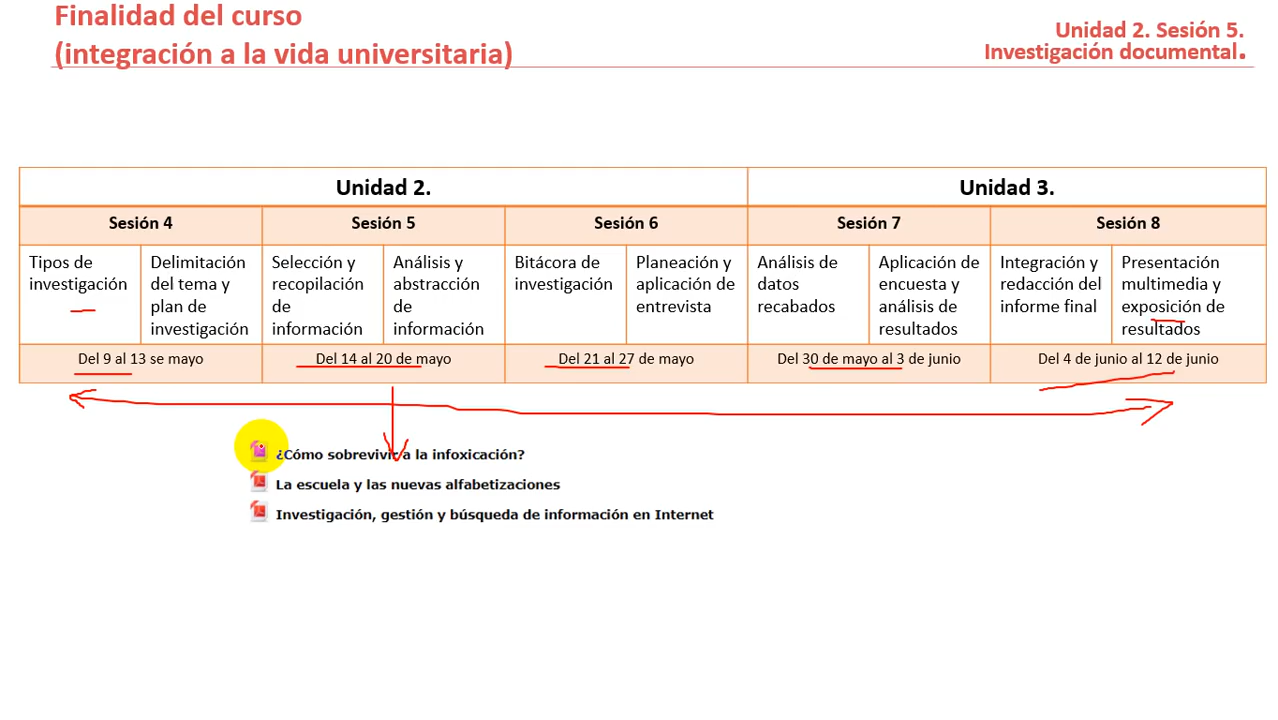 Finalidad del curso
(integración a la vida universitaria)
Unidad 2. Sesión 5.
Investigación documental.
Unidad 2.
Unidad 3.
Sesión 4
Sesión 5
Sesión 6
Sesión 7
Sesión 8
Tipos de
investigación
Delimitación
del tema y
plan de
investigación
Selección y
recopilación
de
información
Análisis y
abstracción
de
información
Bitácora de
investigación
Planeación y
aplicación de
entrevista
Análisis de
datos
recabados
Aplicación de
encuesta y
análisis de
resultados
Integración y
redacción del
informe final
Presentación
multimedia y
exposición de
resultados
Del 9 al 13 se mayo
Del 14 al 20 de mayo
Del 21 al 27 de mayo
Del 30 de mayo al 3 de junio
Del 4 de junio al 12 de junio
¿Cómo sobrevivir a la infoxicación?
La escuela y las nuevas alfabetizaciones
Investigación, gestión y búsqueda de información en Internet